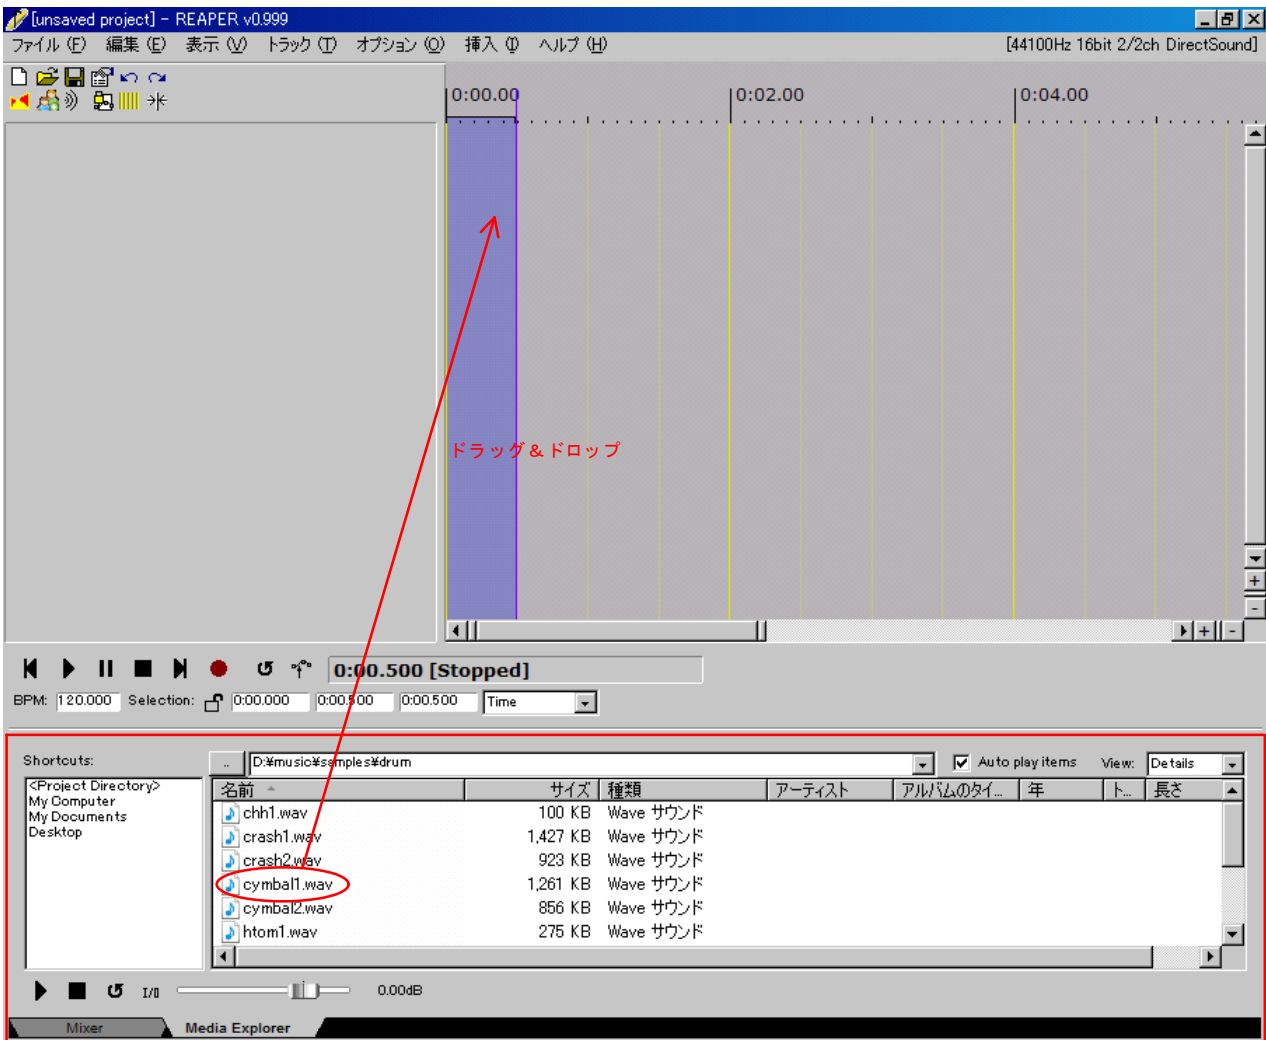 [unsaved project] - REAPER v0.999
ファイル (F) 編集 (E) 表示 (V) トラック (T) オプション (O) 挿入 (I) ヘルプ (H) [44100Hz 16bit 2/2ch DirectSound]
0:00.00 0:02.00 0:04.00
ドラッグ&ドロップ
0:00.500 [Stopped]
BPM: 120.000 Selection: 0:00.000 0:00.500 0:00.500 Time
Shortcuts: .. D:¥music¥samples¥drum Auto play items View: Details
<Project Directory>
My Computer
My Documents
Desktop
名前 サイズ 種類 アーティスト アルバムのタイ... 年 ト... 長さ
chh1.wav 100 KB Wave サウンド
crash1.wav 1,427 KB Wave サウンド
crash2.wav 923 KB Wave サウンド
cymbal1.wav 1,261 KB Wave サウンド
cymbal2.wav 856 KB Wave サウンド
htom1.wav 275 KB Wave サウンド
I/O 0.00dB
Mixer Media Explorer